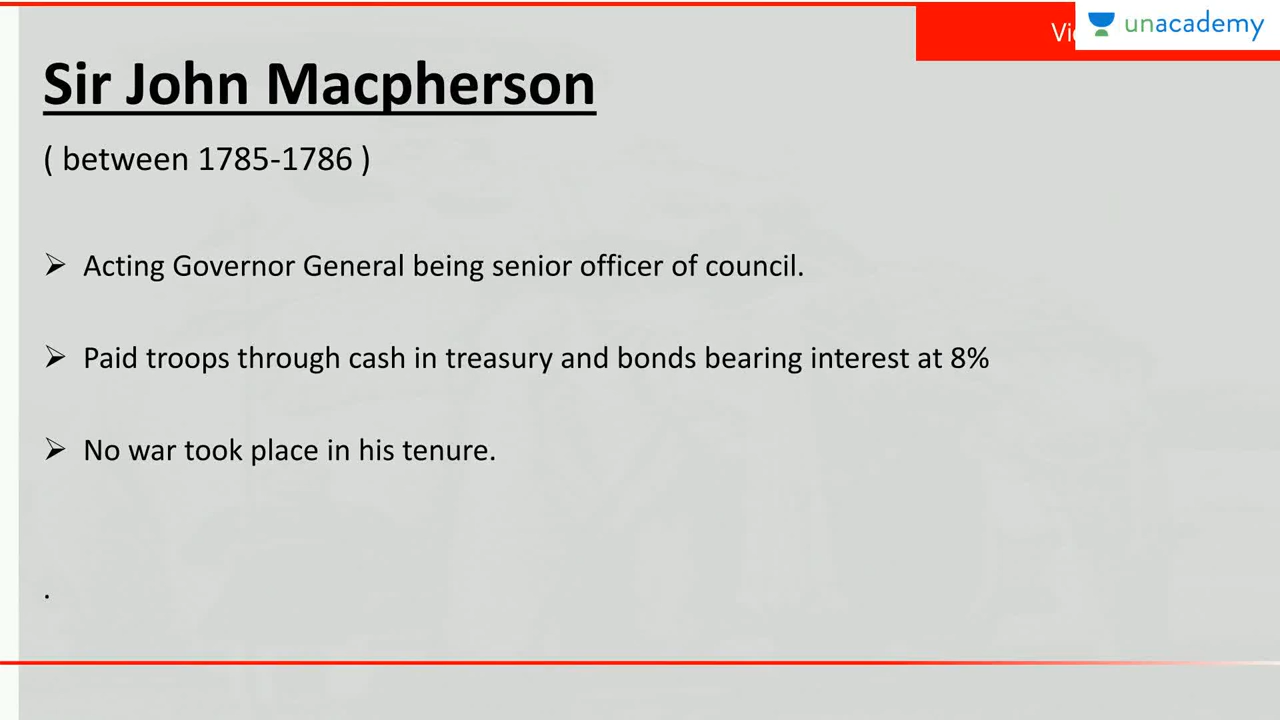 unacademy
Sir John Macpherson
( between 1785-1786 )
➢ Acting Governor General being senior officer of council.
➢ Paid troops through cash in treasury and bonds bearing interest at 8%
➢ No war took place in his tenure.
.